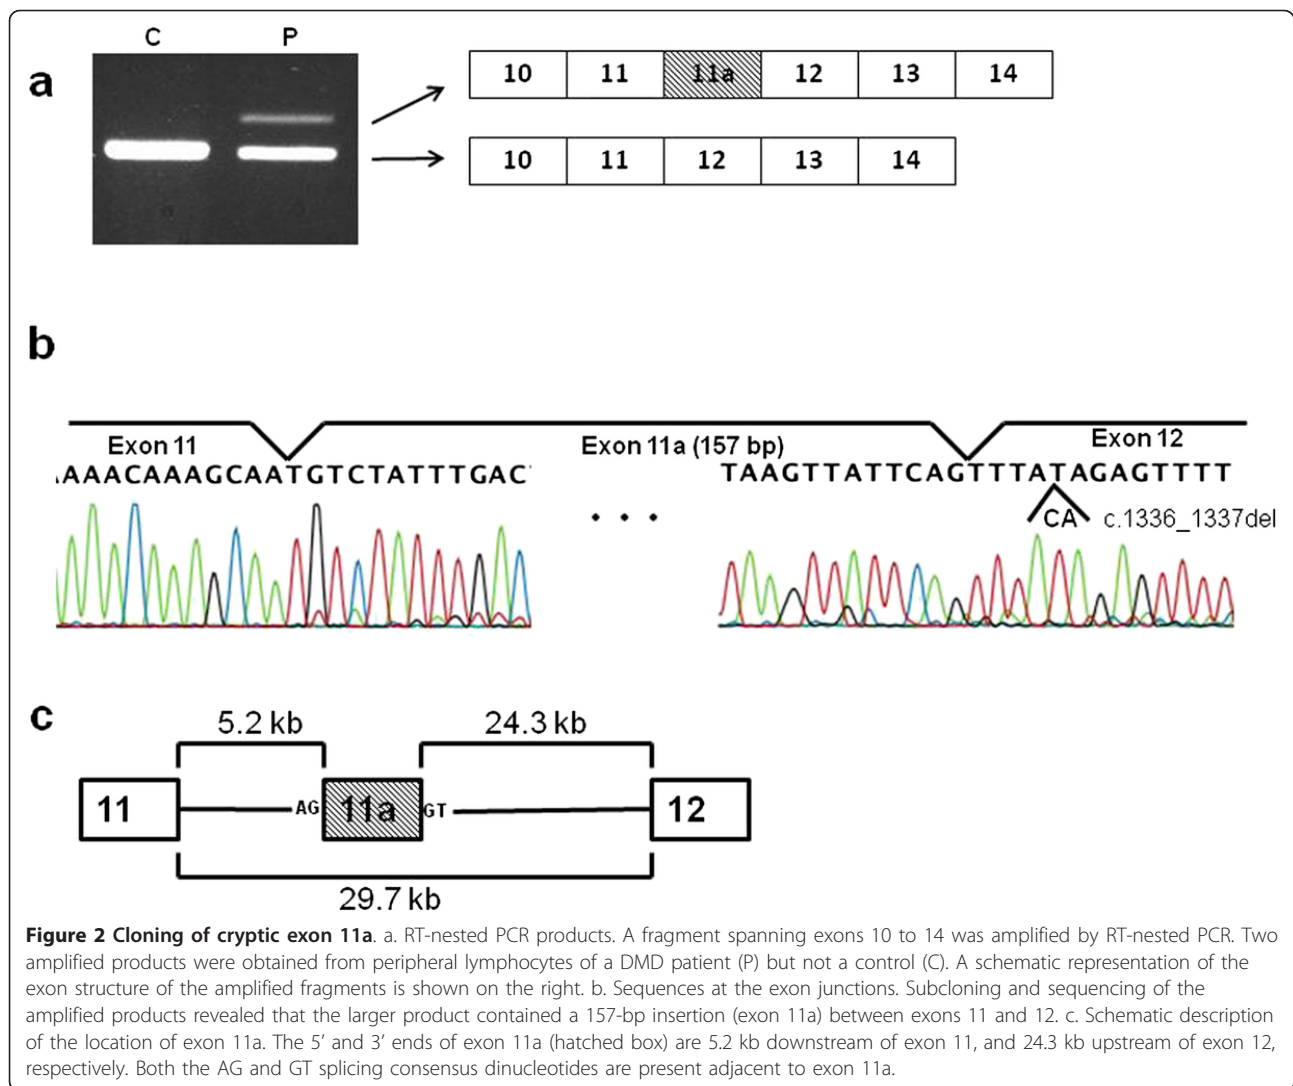 C P
a
10 11 11a 12 13 14
10 11 12 13 14
b
Exon 11 Exon 11a (157 bp) Exon 12
AAACAAAGCAATGTCTATTTGAC TAAGTTATTCAGTTTATAGAGTTTT
. . .
CA c.1336_1337del
c
5.2 kb 24.3 kb
11 AG 11a GT 12
29.7 kb
Figure 2 Cloning of cryptic exon 11a. a. RT-nested PCR products. A fragment spanning exons 10 to 14 was amplified by RT-nested PCR. Two
amplified products were obtained from peripheral lymphocytes of a DMD patient (P) but not a control (C). A schematic representation of the
exon structure of the amplified fragments is shown on the right. b. Sequences at the exon junctions. Subcloning and sequencing of the
amplified products revealed that the larger product contained a 157-bp insertion (exon 11a) between exons 11 and 12. c. Schematic description
of the location of exon 11a. The 5’ and 3’ ends of exon 11a (hatched box) are 5.2 kb downstream of exon 11, and 24.3 kb upstream of exon 12,
respectively. Both the AG and GT splicing consensus dinucleotides are present adjacent to exon 11a.